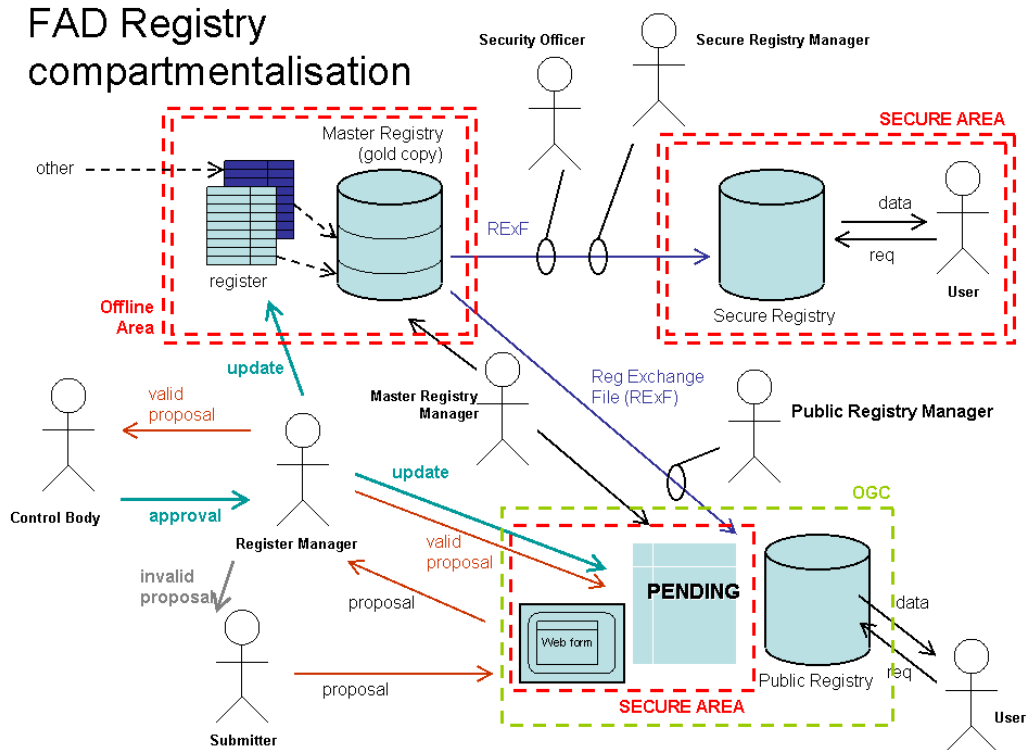 FAD Registry
compartmentalisation
Security Officer
Secure Registry Manager
SECURE AREA
Master Registry
(gold copy)
other
register
Offline
Area
RExF
data
req
User
Secure Registry
update
Master Registry
Manager
Reg Exchange
File (RExF)
Public Registry Manager
valid
proposal
Control Body
approval
Register Manager
update
valid
proposal
OGC
invalid
proposal
proposal
PENDING
Web form
data
req
Public Registry
proposal
SECURE AREA
Submitter
User